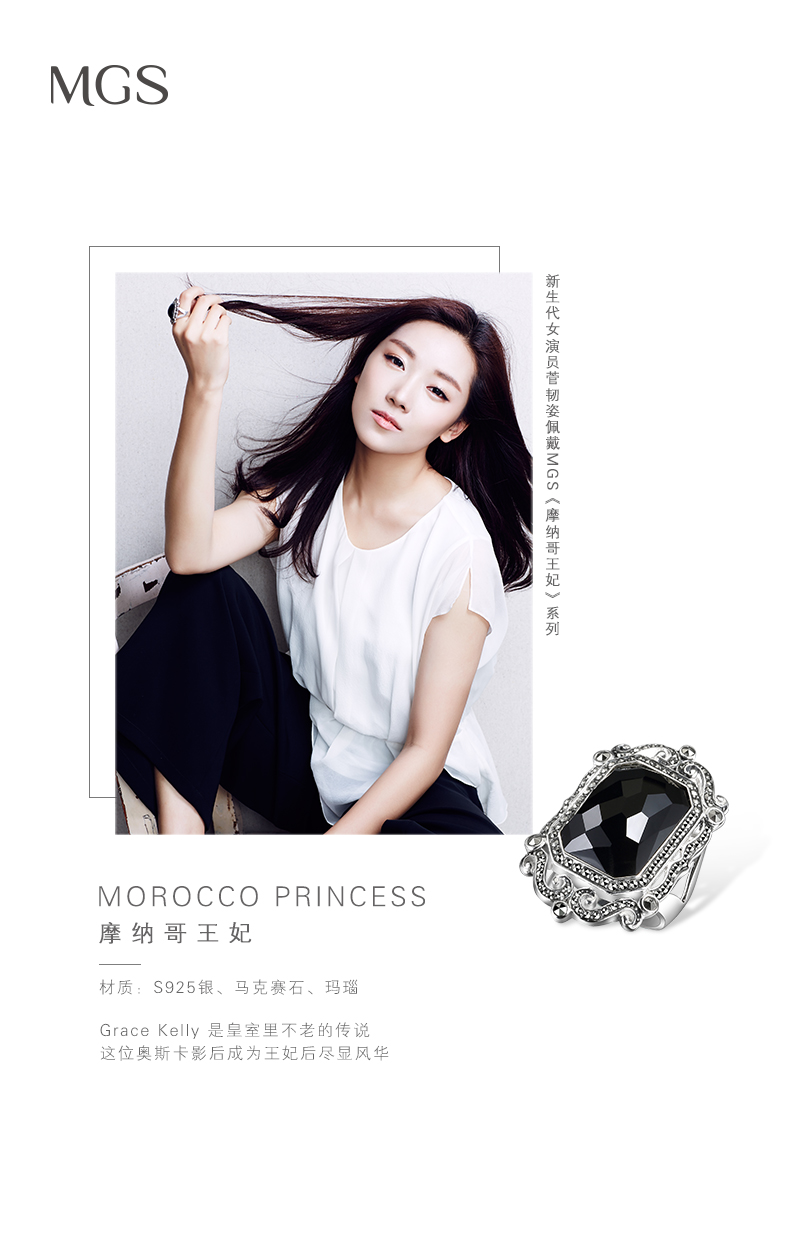 MGS
新生代女演员菅韧姿佩戴MGS《摩纳哥王妃》系列
MOROCCO PRINCESS
摩纳哥王妃
材质：S925银、马克赛石、玛瑙
Grace Kelly 是皇室里不老的传说
这位奥斯卡影后成为王妃后尽显风华